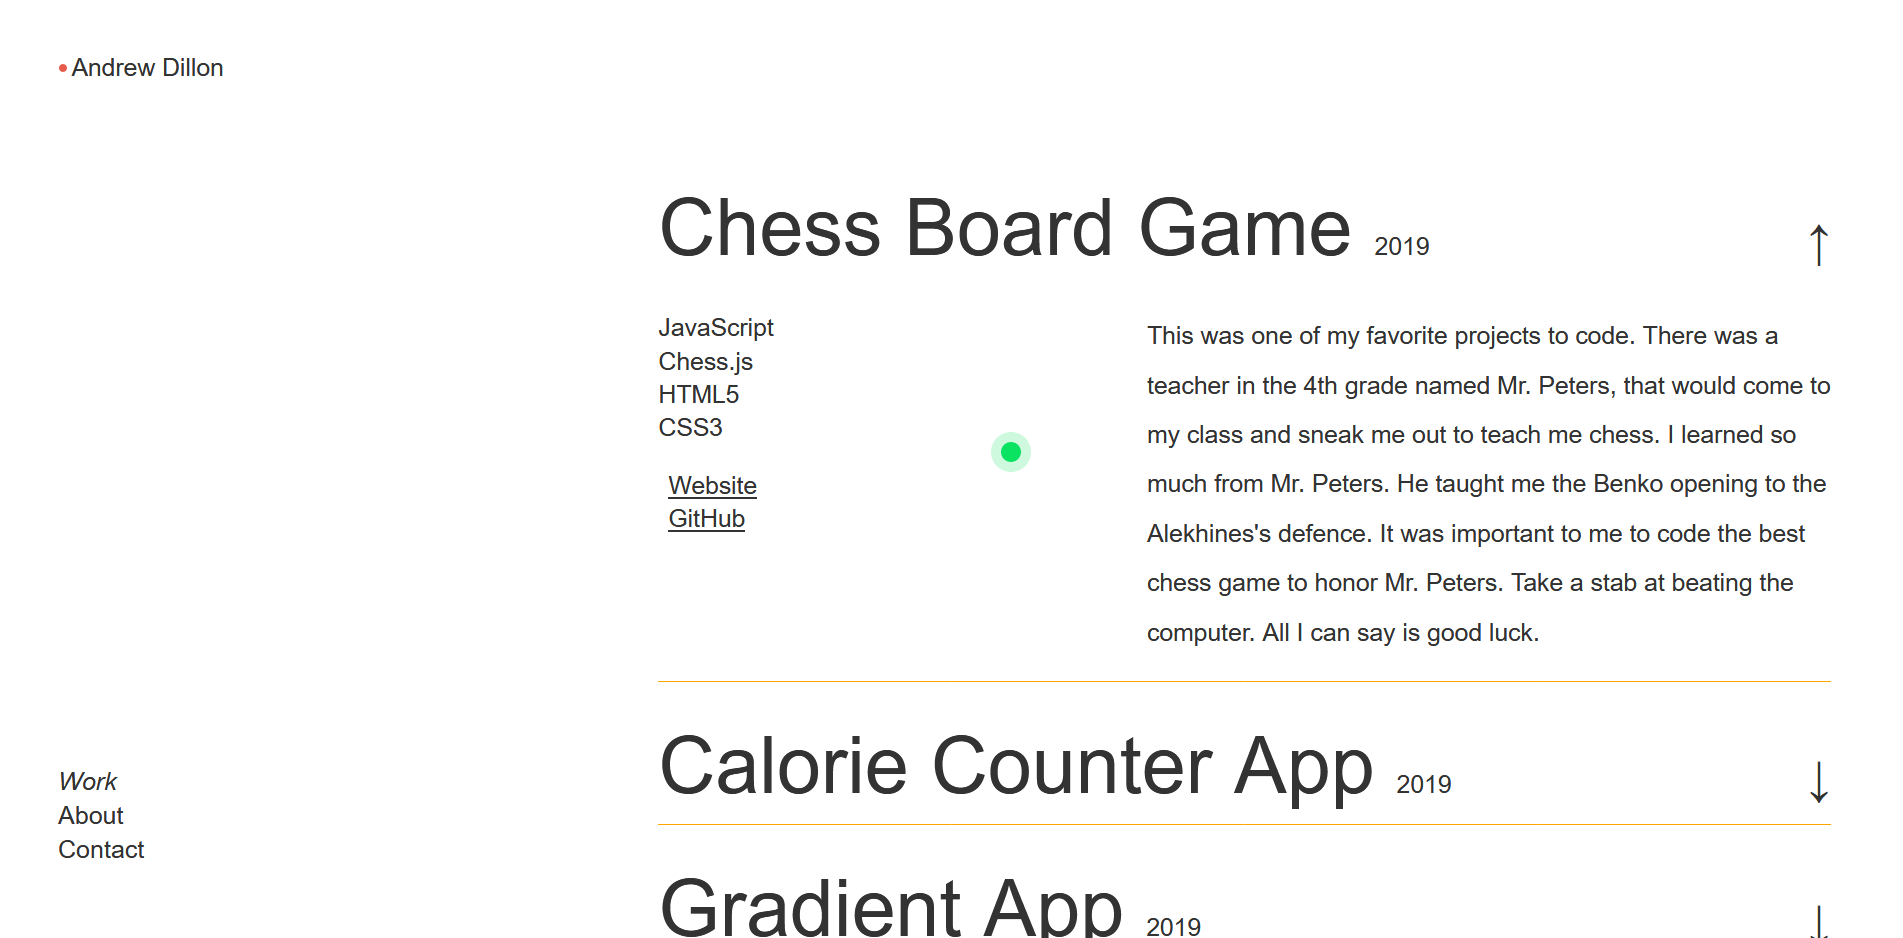 Andrew Dillon
Chess Board Game 2019
↑
JavaScript
Chess.js
HTML5
CSS3
Website
GitHub
This was one of my favorite projects to code. There was a
teacher in the 4th grade named Mr. Peters, that would come to
my class and sneak me out to teach me chess. I learned so
much from Mr. Peters. He taught me the Benko opening to the
Alekhines's defence. It was important to me to code the best
chess game to honor Mr. Peters. Take a stab at beating the
computer. All I can say is good luck.
Calorie Counter App 2019
↓
Work
About
Contact
Gradient App 2019
↓